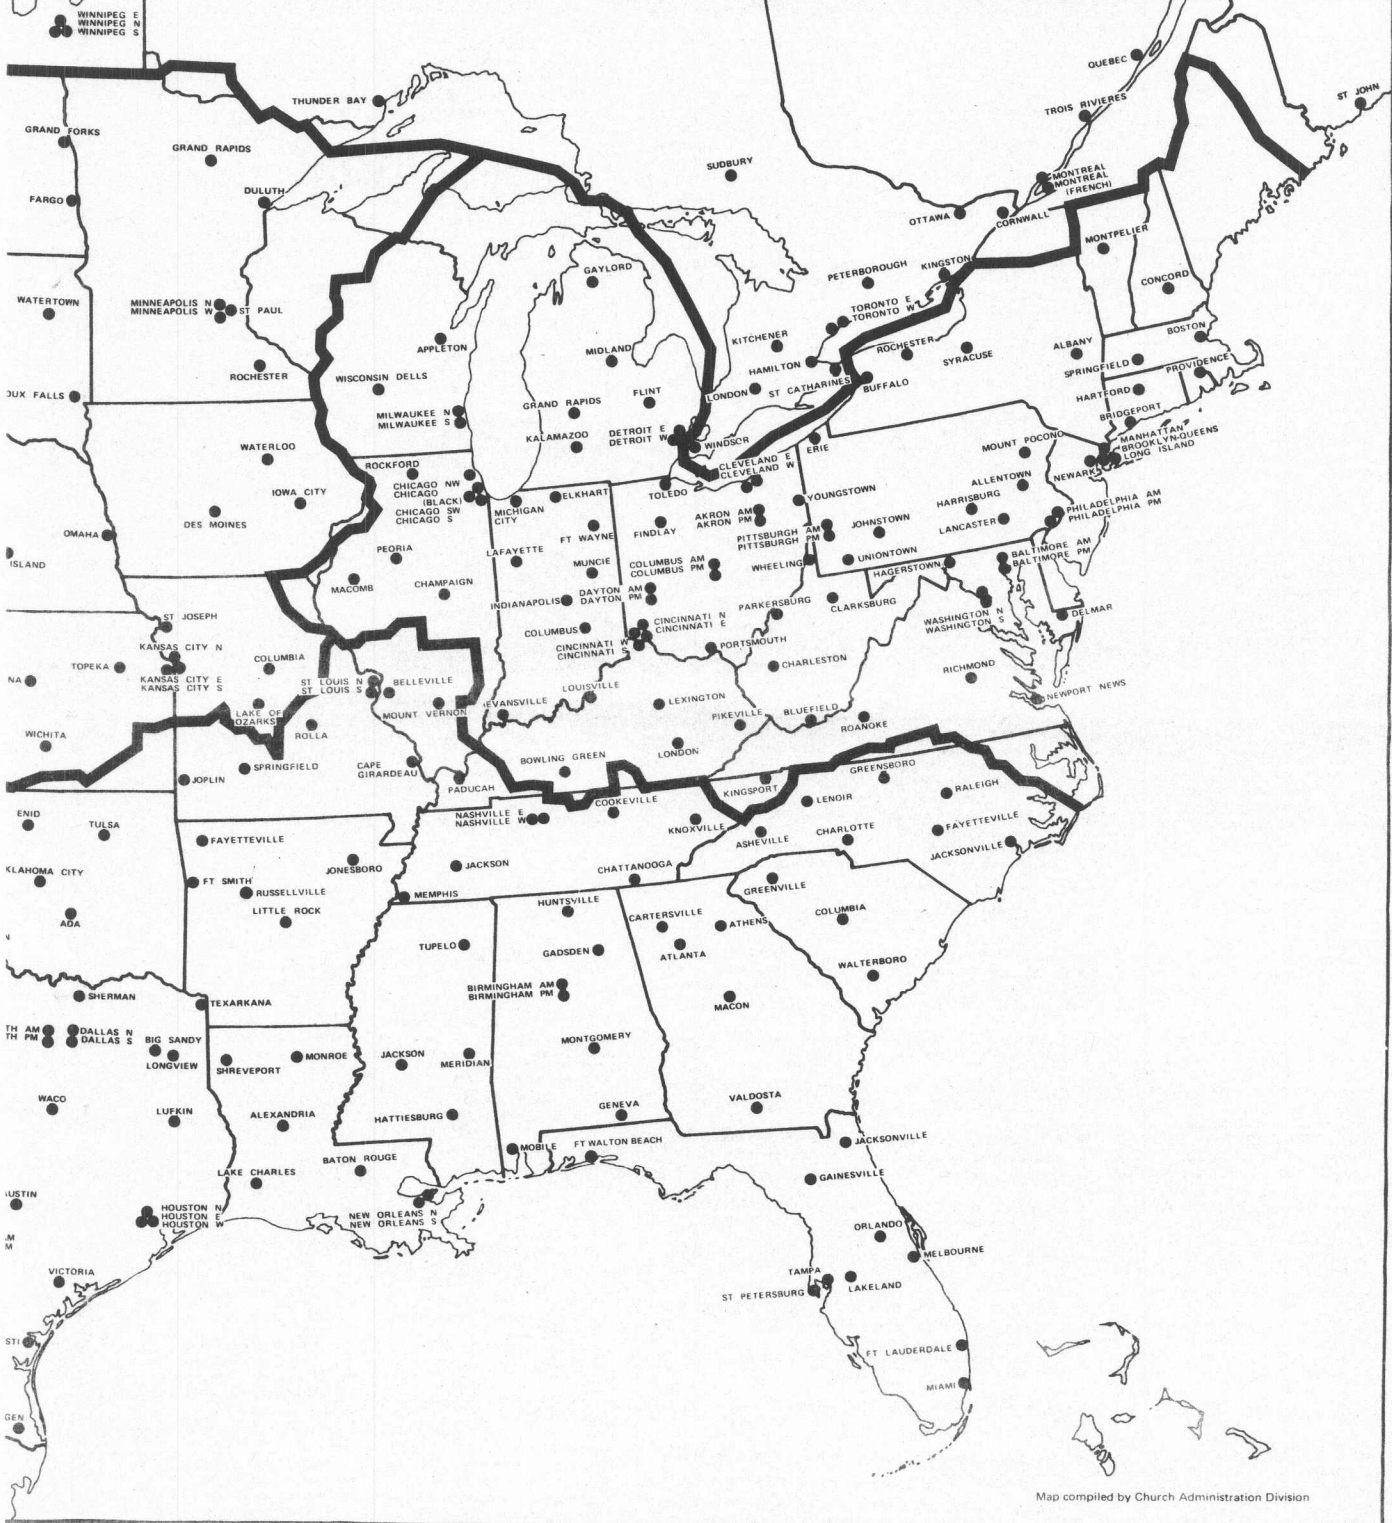 WINNIPEG E
WINNIPEG N
WINNIPEG S
QUEBEC
ST JOHN
THUNDER BAY
TROIS RIVIERES
GRAND FORKS
GRAND RAPIDS
SUDBURY
MONTREAL
MONTREAL
(FRENCH)
DULUTH
FARGO
OTTAWA
CORNWALL
MONTPELIER
GAYLORD
PETERBOROUGH
KINGSTON
CONCORD
WATERTOWN
MINNEAPOLIS N
MINNEAPOLIS W
ST PAUL
TORONTO E
TORONTO W
BOSTON
APPLETON
MIDLAND
KITCHENER
ROCHESTER
SYRACUSE
ALBANY
SPRINGFIELD
PROVIDENCE
ROCHESTER
WISCONSIN DELLS
HAMILTON
ST CATHARINES
BUFFALO
LONDON
HARTFORD
OUX FALLS
FLINT
GRAND RAPIDS
BRIDGEPORT
MILWAUKEE N
MILWAUKEE S
KALAMAZOO
DETROIT E
DETROIT W
WINDSOR
ERIE
MOUNT POCONO
MANHATTAN
BROOKLYN-QUEENS
LONG ISLAND
NEWARK
WATERLOO
ROCKFORD
CLEVELAND E
CLEVELAND W
CHICAGO NW
CHICAGO
(BLACK)
CHICAGO SW
CHICAGO S
MICHIGAN
CITY
ELKHART
TOLEDO
YOUNGSTOWN
ALLENTOWN
IOWA CITY
HARRISBURG
PHILADELPHIA AM
PHILADELPHIA PM
DES MOINES
AKRON AM
AKRON PM
FINDLAY
FT WAYNE
PITTSBURGH AM
PITTSBURGH PM
JOHNSTOWN
LANCASTER
OMAHA
PEORIA
LAFAYETTE
UNIONTOWN
BALTIMORE AM
BALTIMORE PM
ISLAND
MUNCIE
COLUMBUS AM
COLUMBUS PM
WHEELING
HAGERSTOWN
MACOMB
CHAMPAIGN
INDIANAPOLIS
DAYTON AM
DAYTON PM
PARKERSBURG
CLARKSBURG
WASHINGTON N
WASHINGTON S
DELMAR
ST JOSEPH
COLUMBUS
CINCINNATI N
CINCINNATI E
CINCINNATI W
CINCINNATI S
PORTSMOUTH
KANSAS CITY N
KANSAS CITY E
KANSAS CITY S
TOPEKA
COLUMBIA
CHARLESTON
RICHMOND
NA
ST LOUIS N
ST LOUIS S
BELLEVILLE
LOUISVILLE
LEXINGTON
NEWPORT NEWS
LAKE OF
OZARKS
MOUNT VERNON
EVANSVILLE
PIKEVILLE
BLUEFIELD
ROANOKE
WICHITA
ROLLA
LONDON
BOWLING GREEN
SPRINGFIELD
CAPE
GIRARDEAU
JOPLIN
PADUCAH
GREENSBORO
KINGSPORT
LENOIR
RALEIGH
ENID
TULSA
NASHVILLE E
NASHVILLE W
COOKEVILLE
KNOXVILLE
ASHEVILLE
CHARLOTTE
FAYETTEVILLE
FAYETTEVILLE
JACKSONVILLE
KLAHOMA CITY
JONESBORO
JACKSON
CHATTANOOGA
FT SMITH
RUSSELLVILLE
MEMPHIS
GREENVILLE
ADA
LITTLE ROCK
HUNTSVILLE
CARTERSVILLE
ATHENS
COLUMBIA
N
TUPELO
GADSDEN
ATLANTA
WALTERBORO
SHERMAN
TEXARKANA
BIRMINGHAM AM
BIRMINGHAM PM
MACON
TH AM
TH PM
DALLAS N
DALLAS S
BIG SANDY
LONGVIEW
SHREVEPORT
MONROE
JACKSON
MERIDIAN
MONTGOMERY
WACO
LUFKIN
ALEXANDRIA
HATTIESBURG
GENEVA
VALDOSTA
MOBILE
FT WALTON BEACH
JACKSONVILLE
LAKE CHARLES
BATON ROUGE
GAINESVILLE
AUSTIN
HOUSTON N
HOUSTON E
HOUSTON W
NEW ORLEANS N
NEW ORLEANS S
ORLANDO
M
MELBOURNE
VICTORIA
TAMPA
LAKELAND
ST PETERSBURG
STI
FT LAUDERDALE
MIAMI
GEN
Map compiled by Church Administration Division